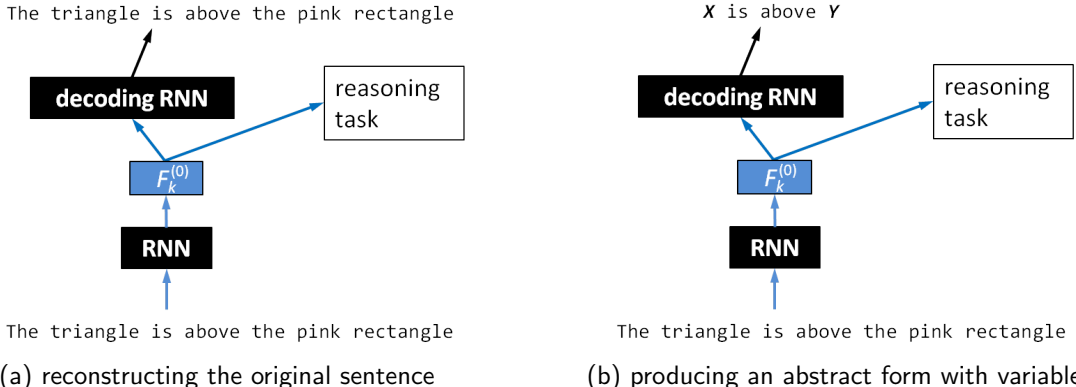 The triangle is above the pink rectangle
decoding RNN
reasoning
task
F_k^(0)
RNN
The triangle is above the pink rectangle
(a) reconstructing the original sentence
X is above Y
decoding RNN
reasoning
task
F_k^(0)
RNN
The triangle is above the pink rectangle
(b) producing an abstract form with variable